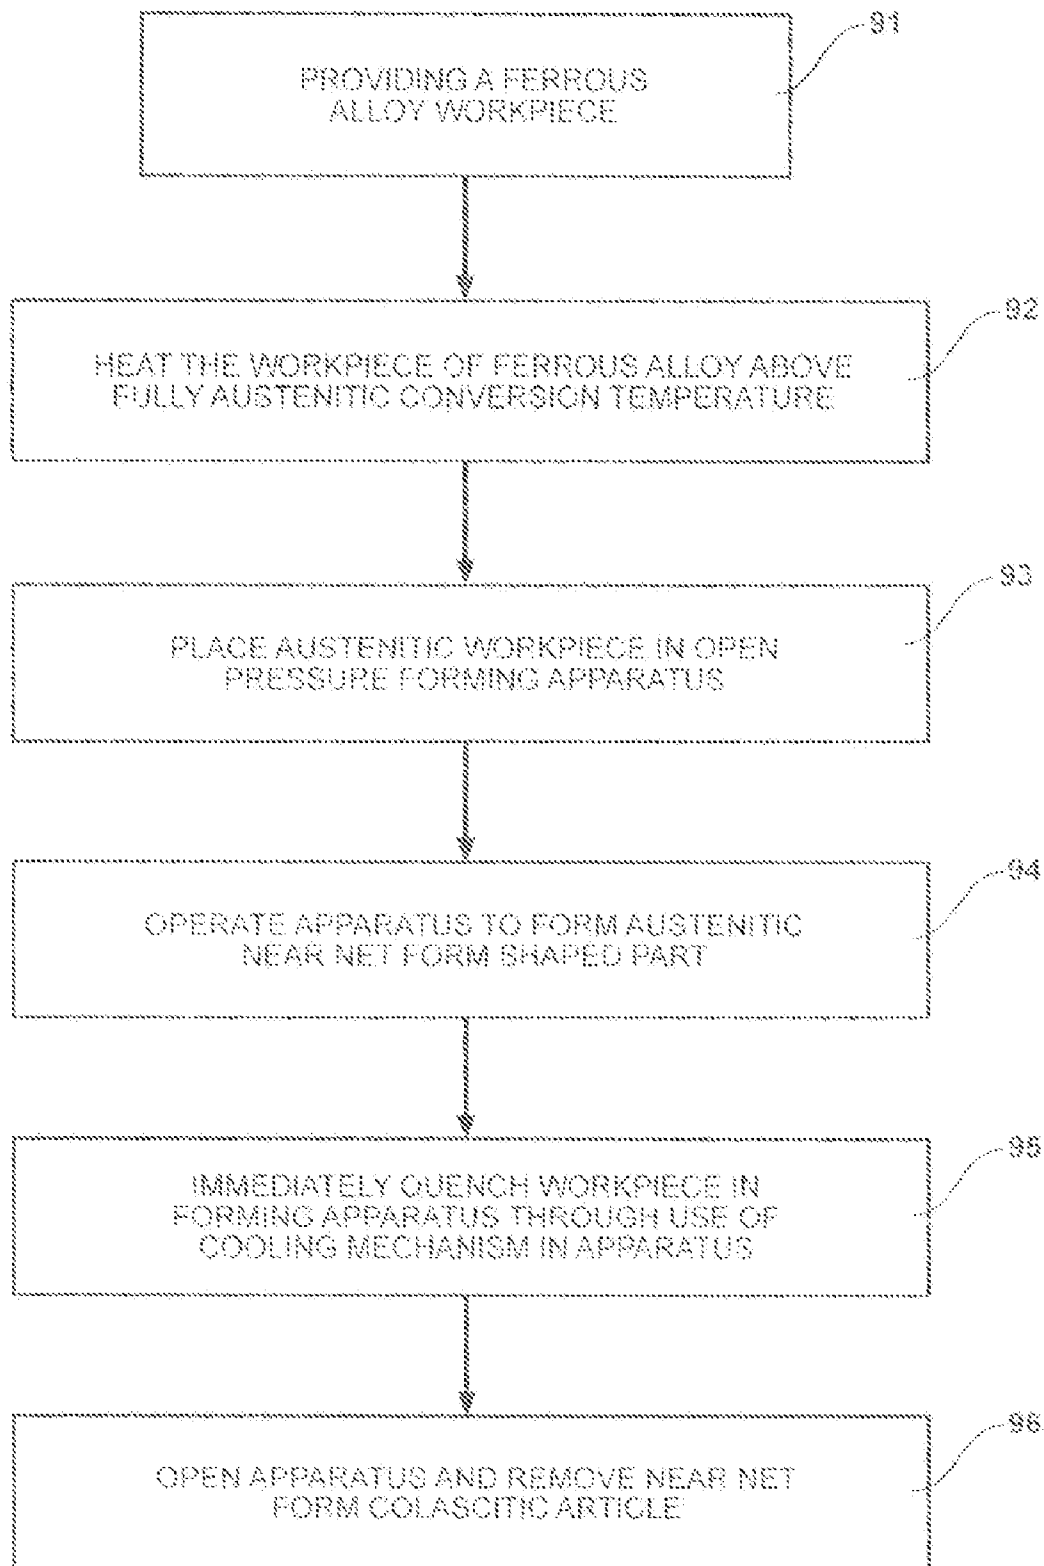 91
PROVIDING A FERROUS
ALLOY WORKPIECE
92
HEAT THE WORKPIECE OF FERROUS ALLOY ABOVE
FULLY AUSTENITIC CONVERSION TEMPERATURE
93
PLACE AUSTENITIC WORKPIECE IN OPEN
PRESSURE FORMING APPARATUS
94
OPERATE APPARATUS TO FORM AUSTENITIC
NEAR NET FORM SHAPED PART
95
IMMEDIATELY QUENCH WORKPIECE IN
FORMING APPARATUS THROUGH USE OF
COOLING MECHANISM IN APPARATUS
96
OPEN APPARATUS AND REMOVE NEAR NET
FORM COLASCITIC ARTICLE